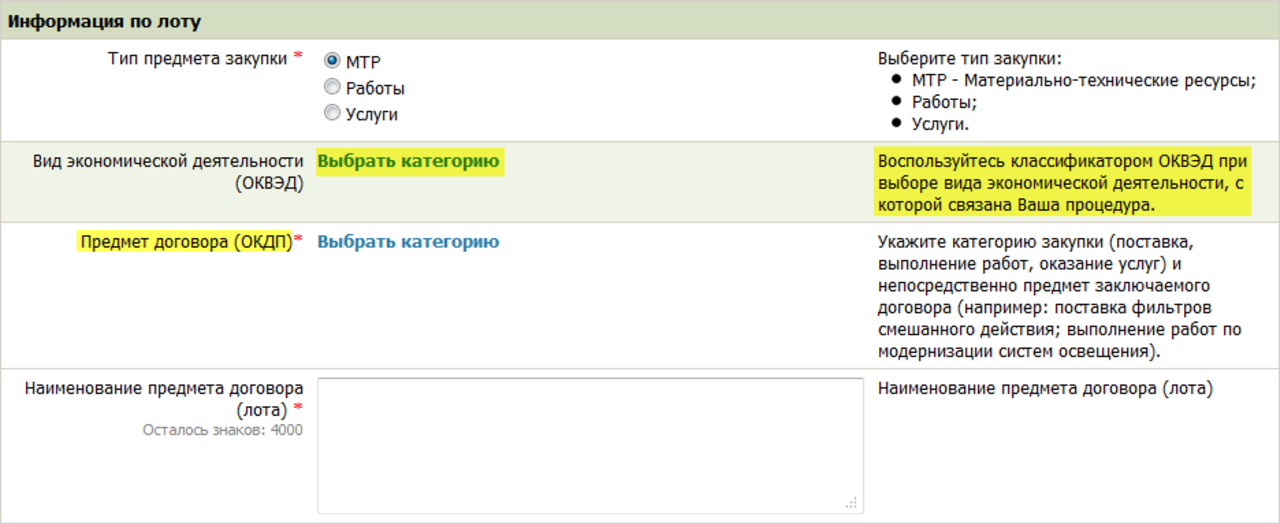 Информация по лоту
Тип предмета закупки *
МТР
Работы
Услуги
Выберите тип закупки:
● МТР - Материально-технические ресурсы;
● Работы;
● Услуги.
Вид экономической деятельности
(ОКВЭД)
Выбрать категорию
Воспользуйтесь классификатором ОКВЭД при
выборе вида экономической деятельности, с
которой связана Ваша процедура.
Предмет договора (ОКДП)*
Выбрать категорию
Укажите категорию закупки (поставка,
выполнение работ, оказание услуг) и
непосредственно предмет заключаемого
договора (например: поставка фильтров
смешанного действия; выполнение работ по
модернизации систем освещения).
Наименование предмета договора
(лота) *
Осталось знаков: 4000
Наименование предмета договора (лота)